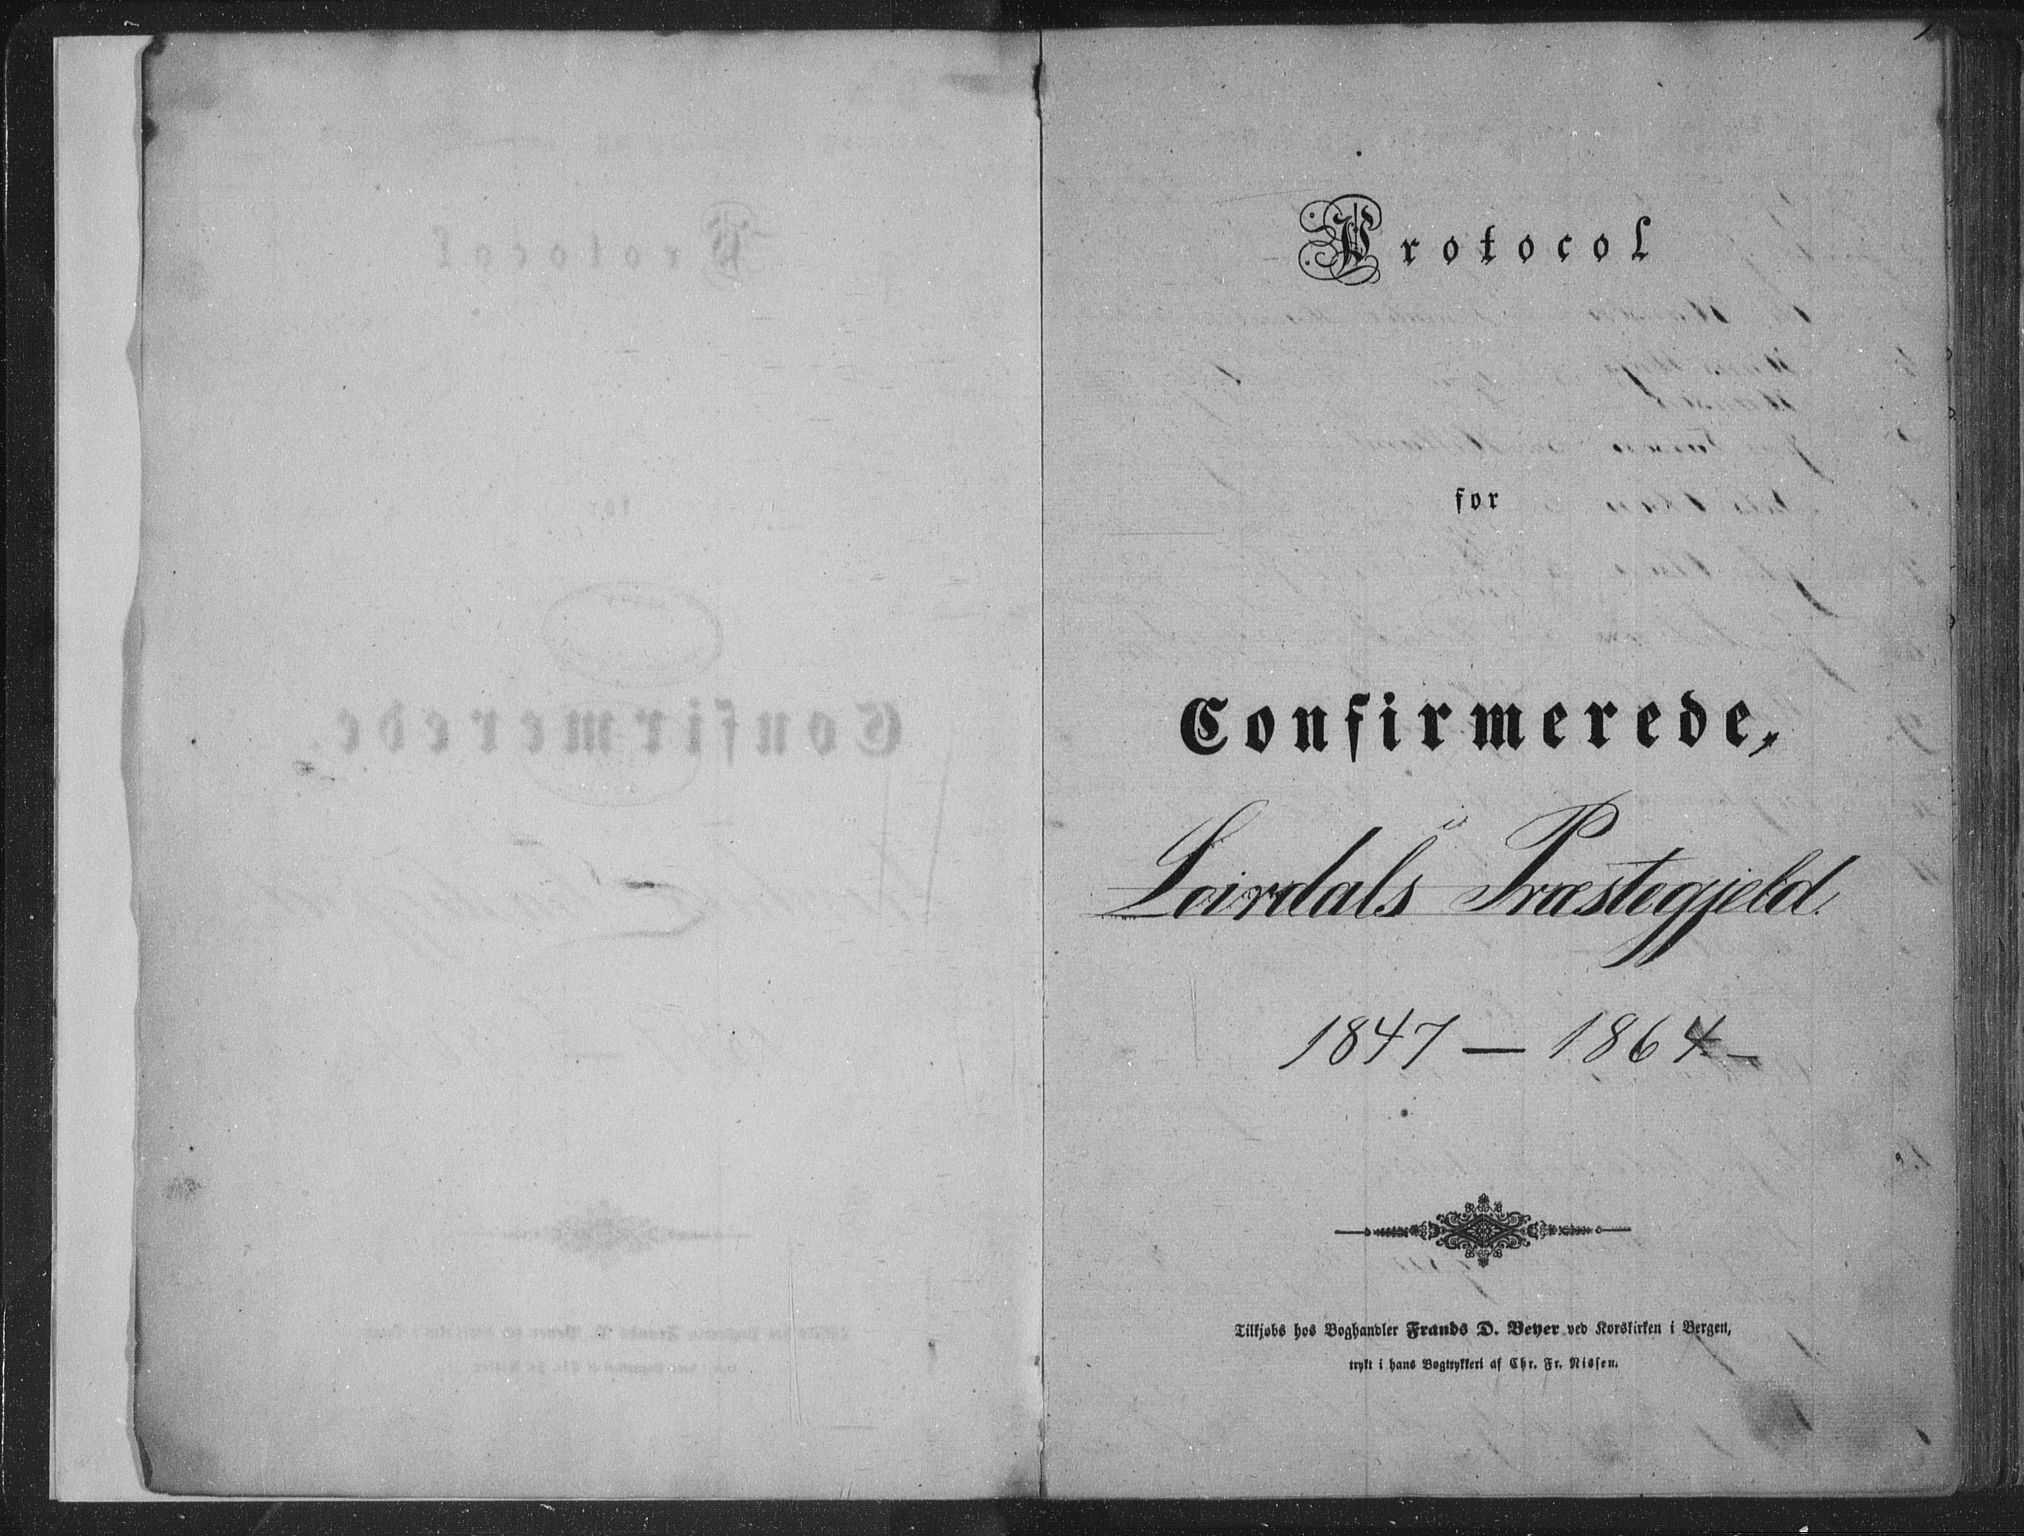 Protocol
for
Confirmerede,
i
Leirdals Præstegjeld.
1847 — 1864 —
Tilkjøbs hos Boghandler Frands D. Beyer ved Korskirken i Bergen,
trykt i hans Bogtrykkeri af Chr. Fr. Nissen.